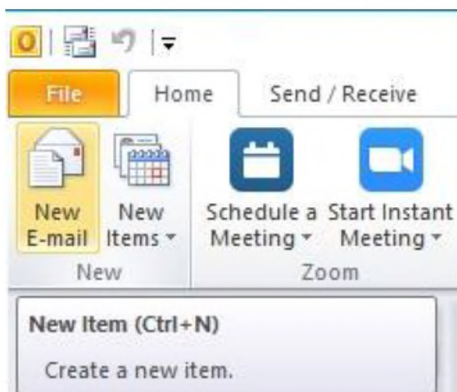 File Home Send / Receive
New New Schedule a Start Instant
E-mail Items Meeting Meeting
New Zoom
New Item (Ctrl+N)
Create a new item.